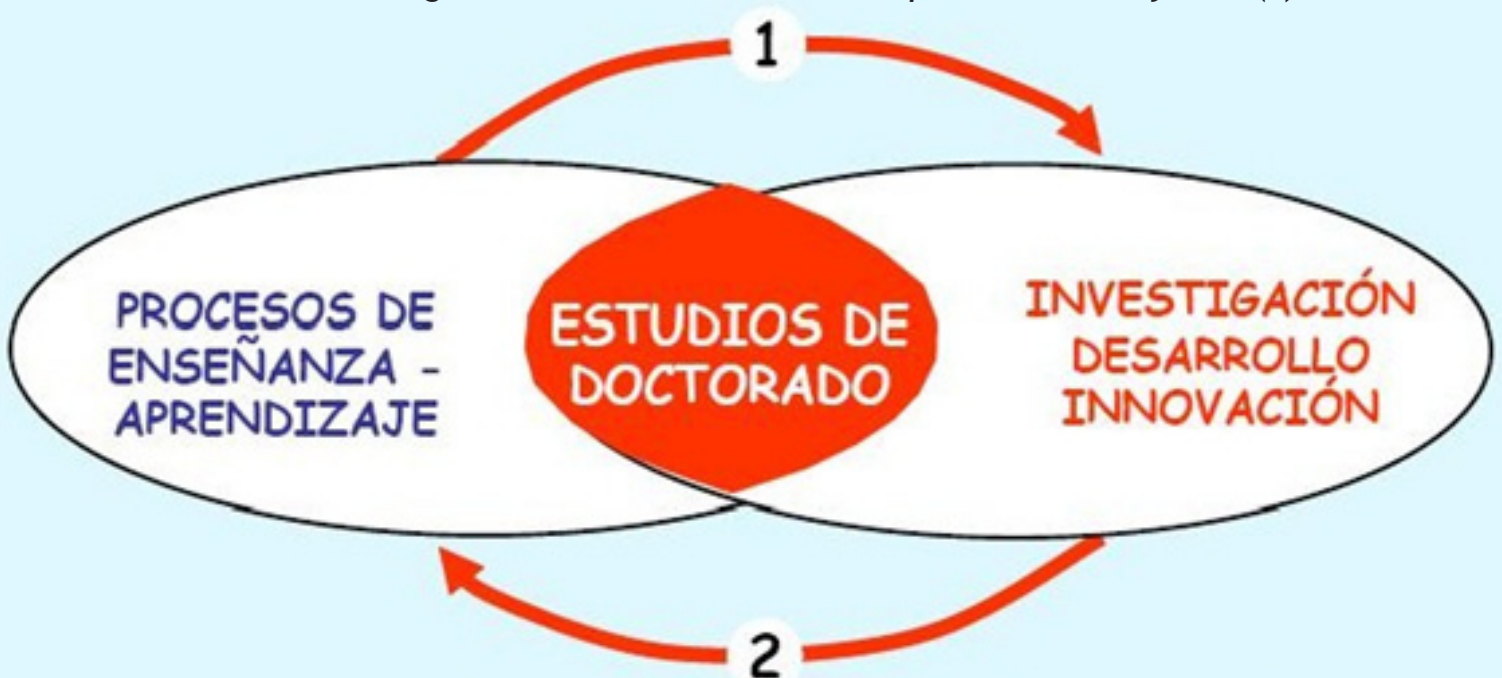 1
PROCESOS DE
ENSEÑANZA -
APRENDIZAJE
ESTUDIOS DE
DOCTORADO
INVESTIGACIÓN
DESARROLLO
INNOVACIÓN
2